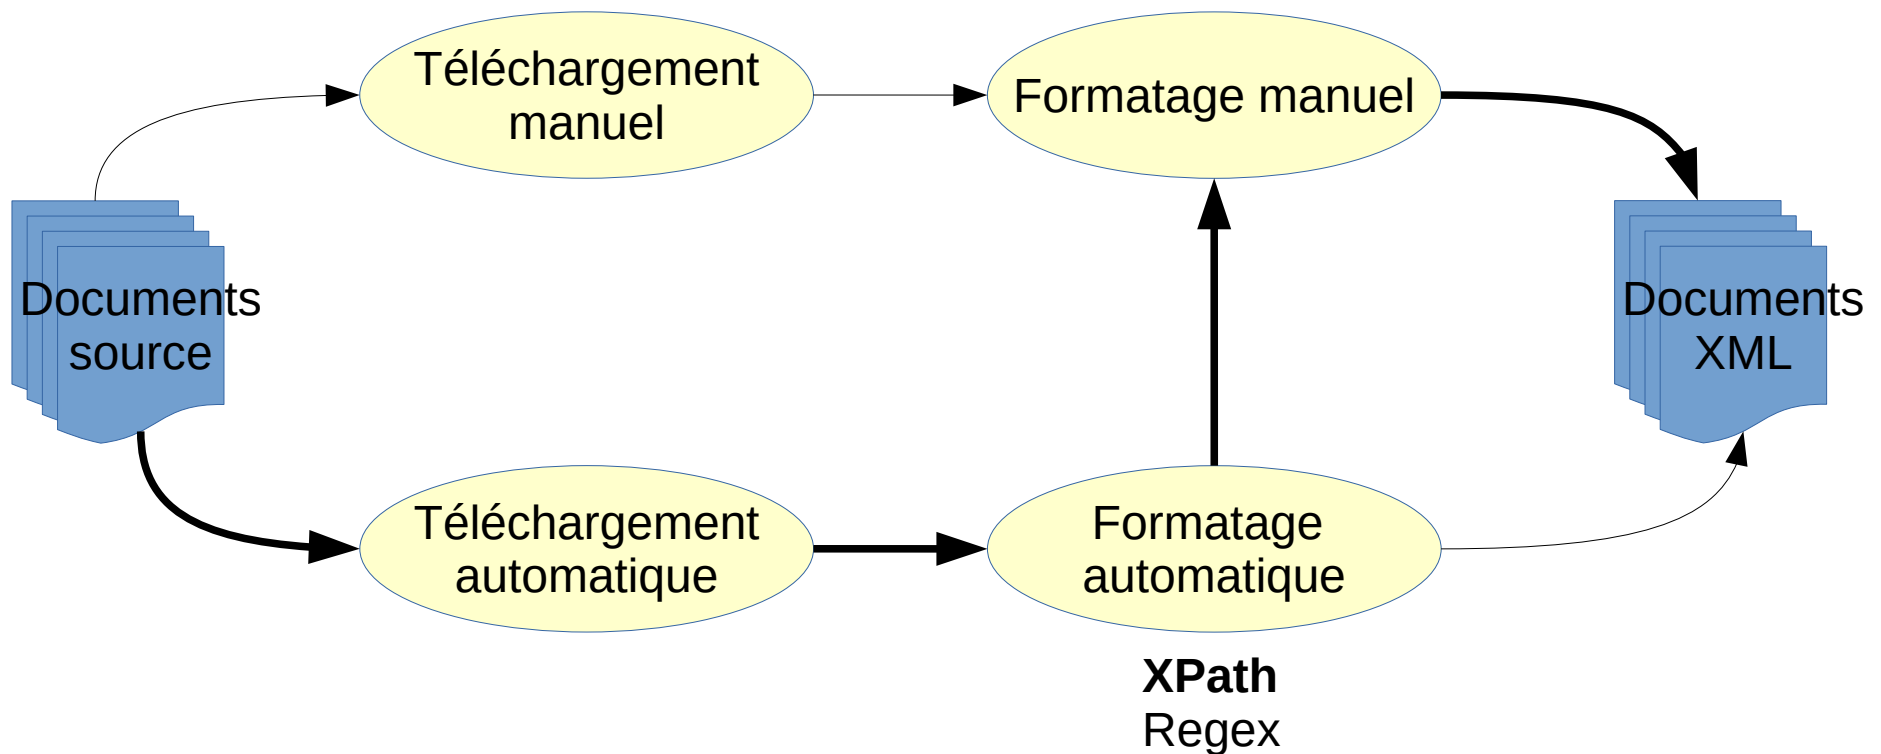 Téléchargement
manuel
Formatage manuel
Documents
source
Documents
XML
Téléchargement
automatique
Formatage
automatique
XPath
Regex